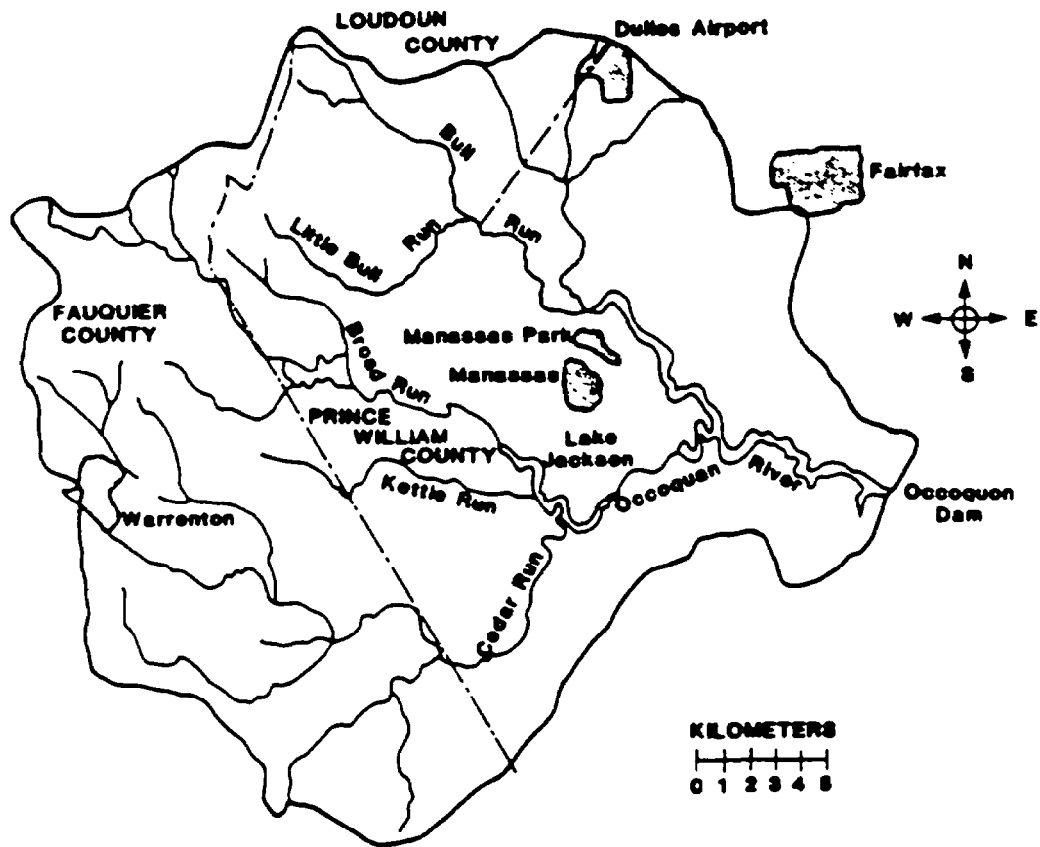 LOUDOUN
COUNTY
Dulles Airport
Bull
Run
Fairfax
Little Bull
Run
N
W
E
S
FAUQUIER
COUNTY
Manassas Park
Manassas
Broad Run
PRINCE
WILLIAM
COUNTY
Lake
Jackson
Kettle Run
Occoquan
River
Occoquon
Dam
Warrenton
Cedar Run
KILOMETERS
0 1 2 3 4 5